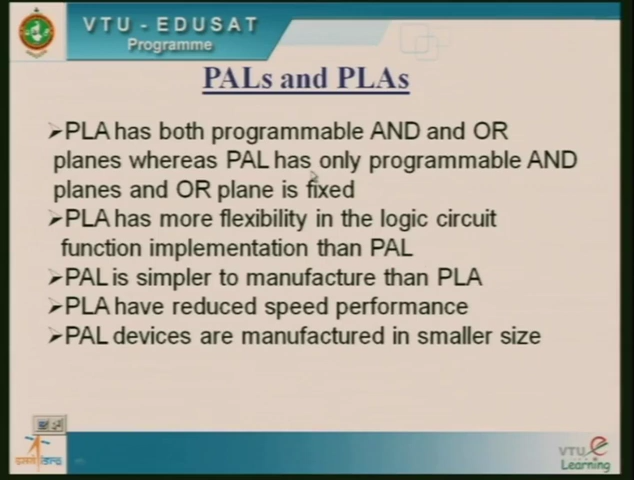 VTU - EDUSAT
Programme
PALs and PLAs
➢PLA has both programmable AND and OR
planes whereas PAL has only programmable AND
planes and OR plane is fixed
➢PLA has more flexibility in the logic circuit
function implementation than PAL
➢PAL is simpler to manufacture than PLA
➢PLA have reduced speed performance
➢PAL devices are manufactured in smaller size
VTU e
Learning